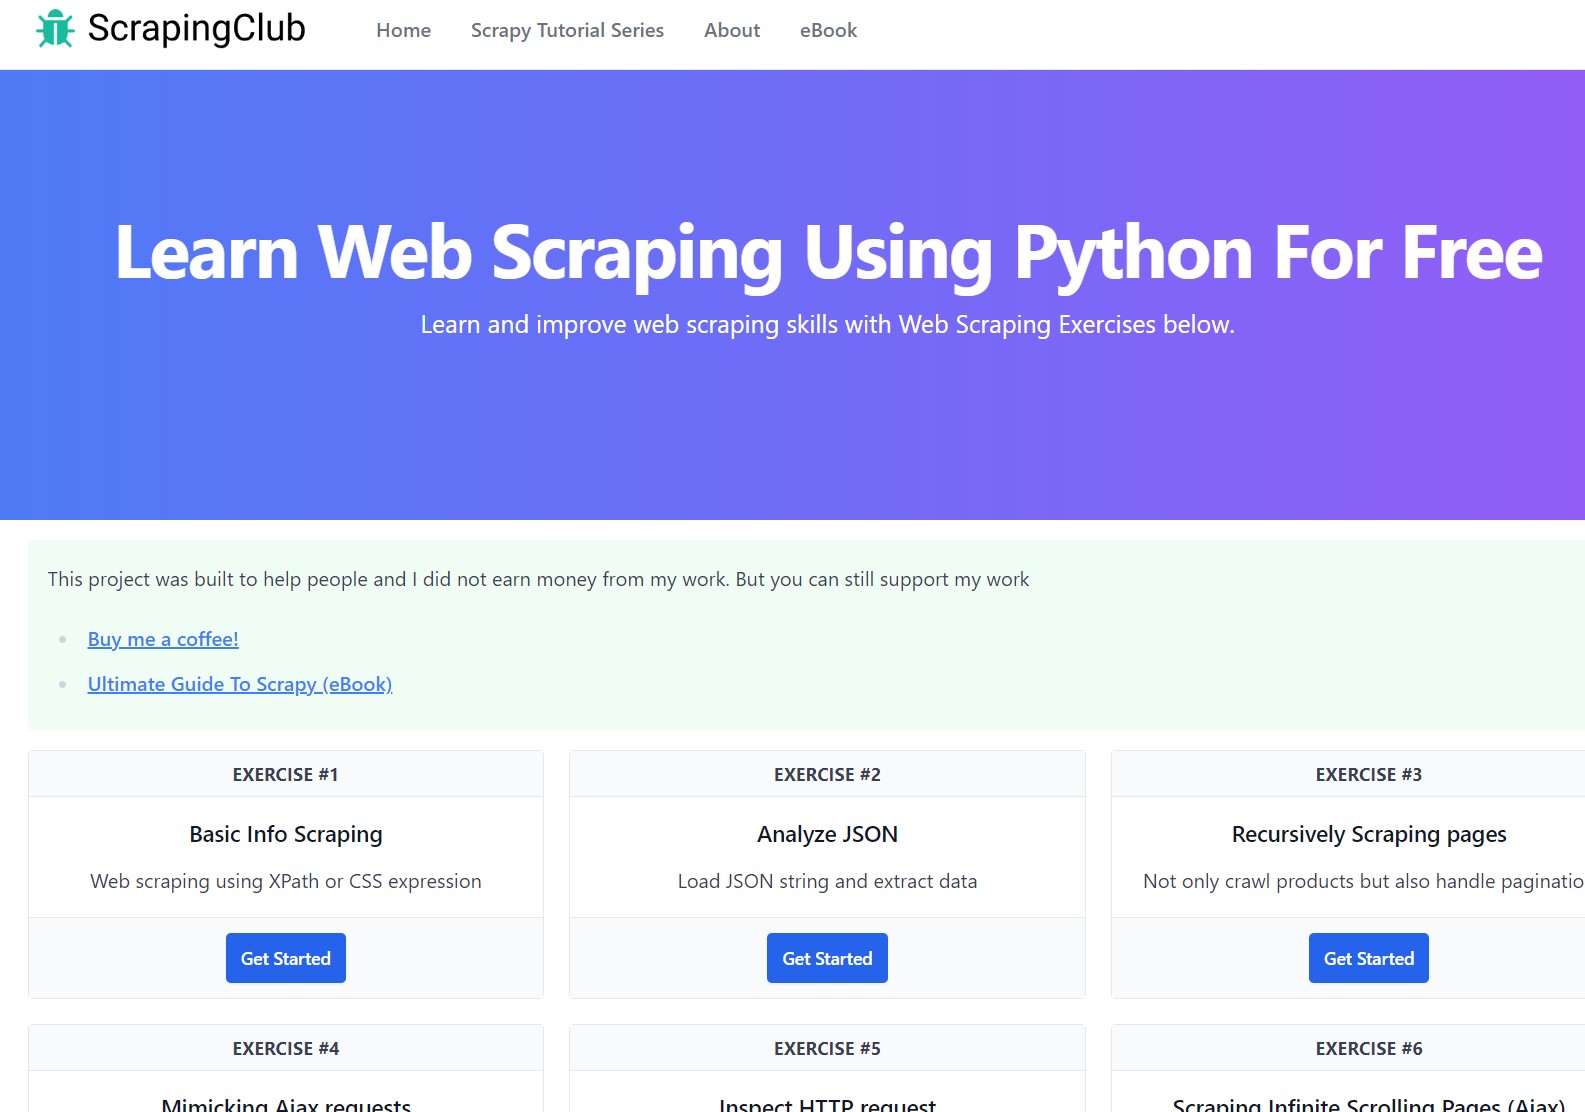 ScrapingClub
Home
Scrapy Tutorial Series
About
eBook
Learn Web Scraping Using Python For Free
Learn and improve web scraping skills with Web Scraping Exercises below.
This project was built to help people and I did not earn money from my work. But you can still support my work
Buy me a coffee!
Ultimate Guide To Scrapy (eBook)
EXERCISE #1
Basic Info Scraping
Web scraping using XPath or CSS expression
Get Started
EXERCISE #2
Analyze JSON
Load JSON string and extract data
Get Started
EXERCISE #3
Recursively Scraping pages
Not only crawl products but also handle paginatio
Get Started
EXERCISE #4
Mimicking Ajax requests
EXERCISE #5
Inspect HTTP request
EXERCISE #6
Scraping Infinite Scrolling Pages (Ajax)